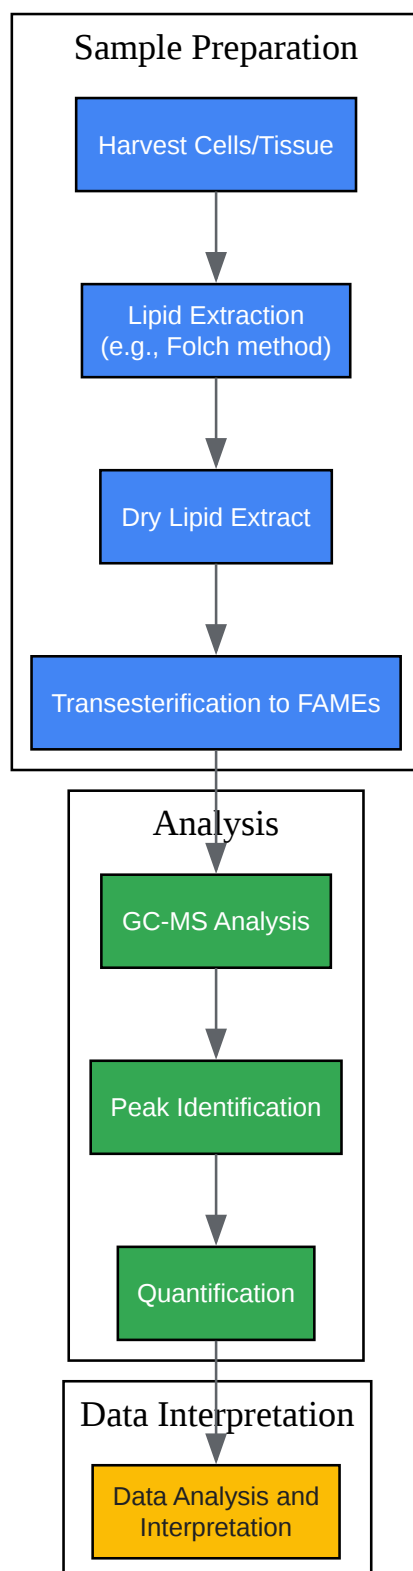 Sample Preparation
Harvest Cells/Tissue
Lipid Extraction
(e.g., Folch method)
Dry Lipid Extract
Transesterification to FAMEs
Analysis
GC-MS Analysis
Peak Identification
Quantification
Data Interpretation
Data Analysis and
Interpretation